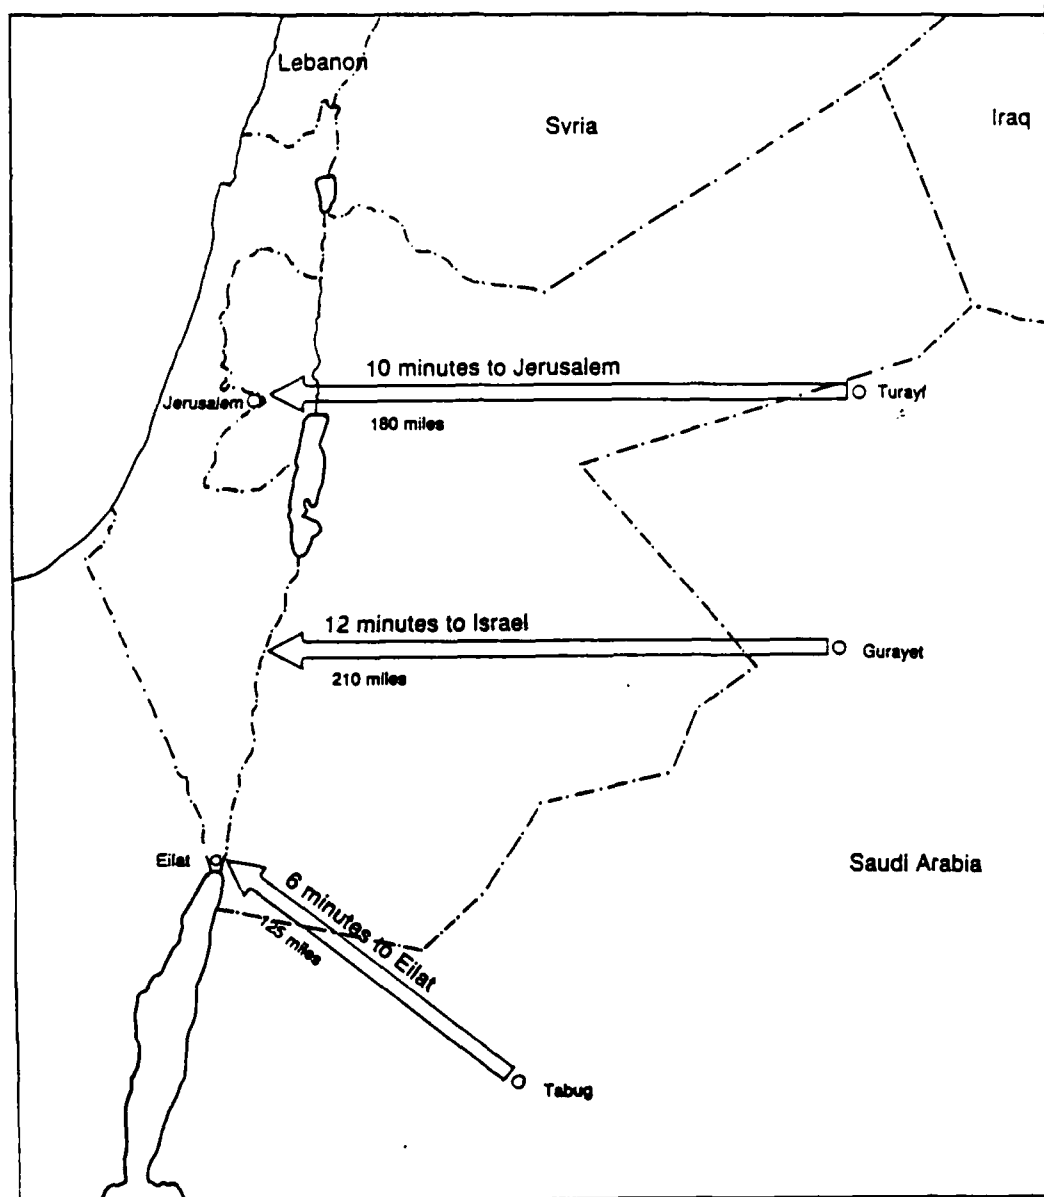 Lebanon
Svria
Iraq
10 minutes to Jerusalem
Jerusalem
Turayf
180 miles
12 minutes to Israel
Gurayet
210 miles
Eilat
Saudi Arabia
6 minutes to Eilat
125 miles
Tabug